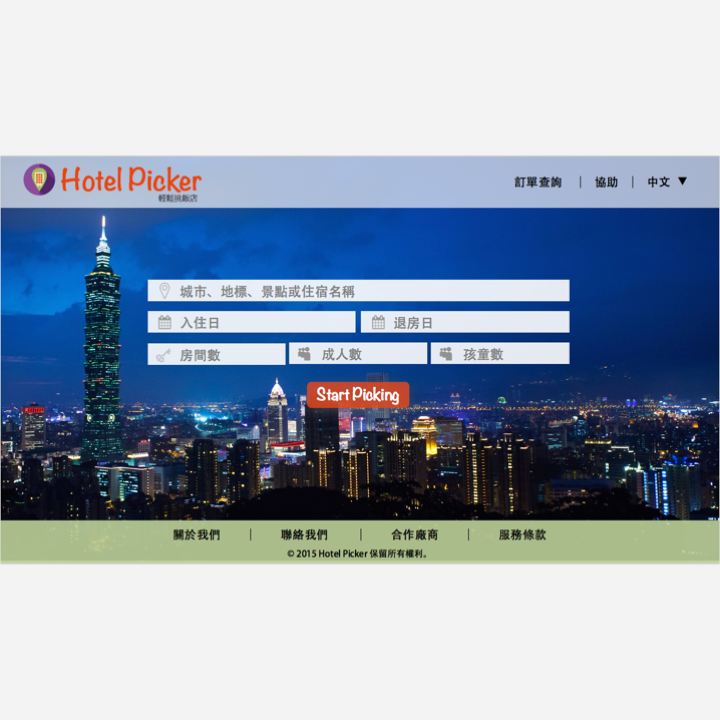 Hotel Picker
輕鬆挑飯店
訂單查詢 | 協助 | 中文 ▼
城市、地標、景點或住宿名稱
入住日 退房日
房間數 成人數 孩童數
Start Picking
關於我們 | 聯絡我們 | 合作廠商 | 服務條款
© 2015 Hotel Picker 保留所有權利。